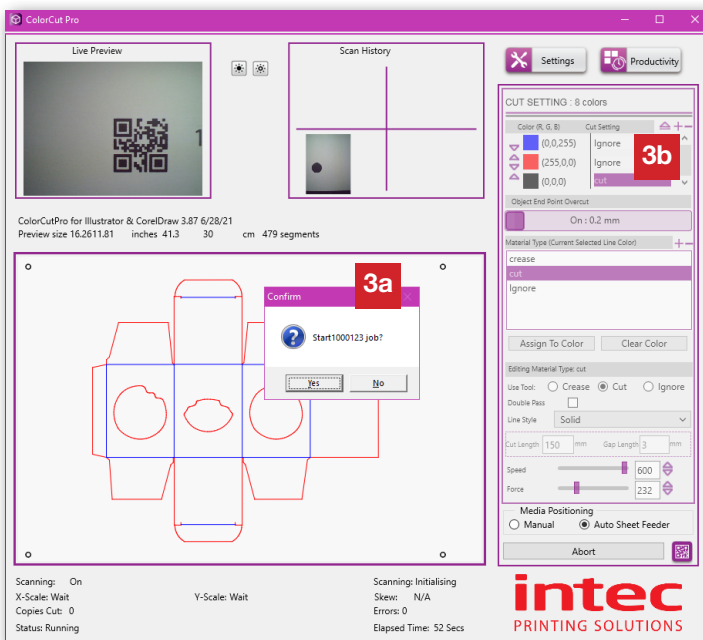 ColorCut Pro
Live Preview
Scan History
Settings
Productivity
1
CUT SETTING : 8 colors
Color (R, G, B) Cut Setting
(0,0,255) Ignore
(255,0,0) Ignore
(0,0,0) cut
3b
Object End Point Overcut
On : 0.2 mm
ColorCutPro for Illustrator & CorelDraw 3.87 6/28/21
Preview size 16.2611.81 inches 41.3 30 cm 479 segments
Material Type (Current Selected Line Color)
crease
cut
Ignore
3a
Confirm
Start1000123 job?
Yes No
Assign To Color Clear Color
Editing Material Type: cut
Use Tool: Crease Cut Ignore
Double Pass
Line Style Solid
Cut Length 150 mm Gap Length 3 mm
Speed 600
Force 232
Media Positioning
Manual Auto Sheet Feeder
Abort
Scanning: On
X-Scale: Wait Y-Scale: Wait
Copies Cut: 0
Status: Running
Scanning: Initialising
Skew: N/A
Errors: 0
Elapsed Time: 52 Secs
intec
PRINTING SOLUTIONS